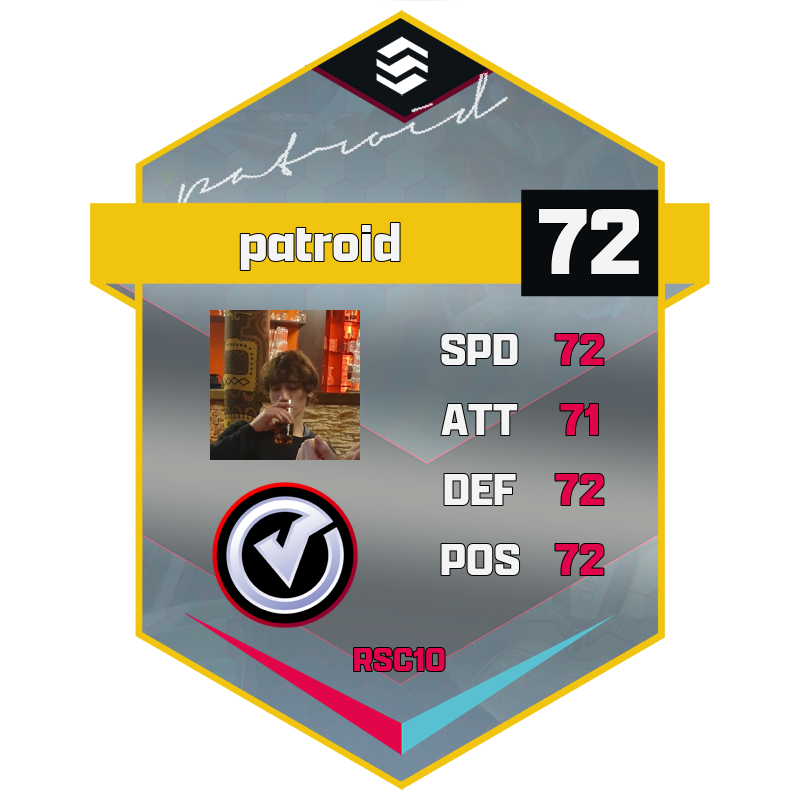 patroid
patroid
72
SPD 72
ATT 71
DEF 72
POS 72
RSC10